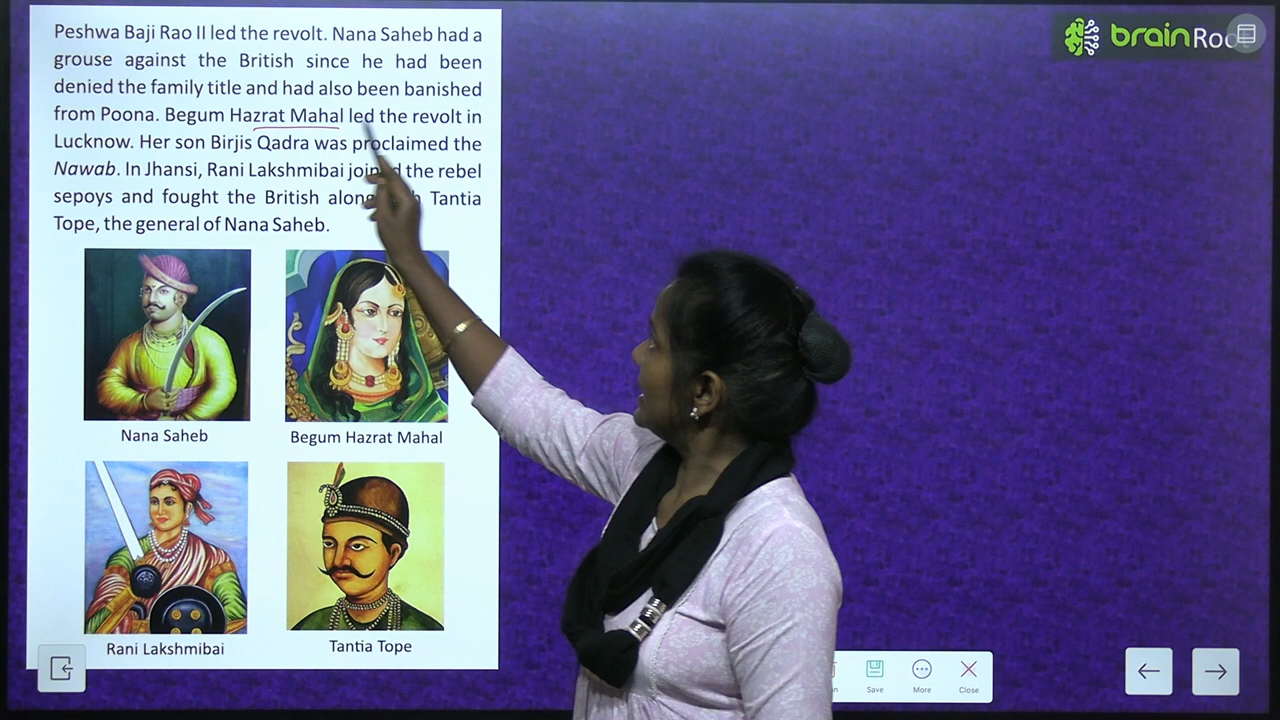 Peshwa Baji Rao II led the revolt. Nana Saheb had a
grouse against the British since he had been
denied the family title and had also been banished
from Poona. Begum Hazrat Mahal led the revolt in
Lucknow. Her son Birjis Qadra was proclaimed the
Nawab. In Jhansi, Rani Lakshmibai the rebel
sepoys and fought the British Tantia
Tope, the general of Nana Saheb.
Nana Saheb
Begum Hazrat Mahal
Rani Lakshmibai
Tantia Tope
brain
Save
More
Close